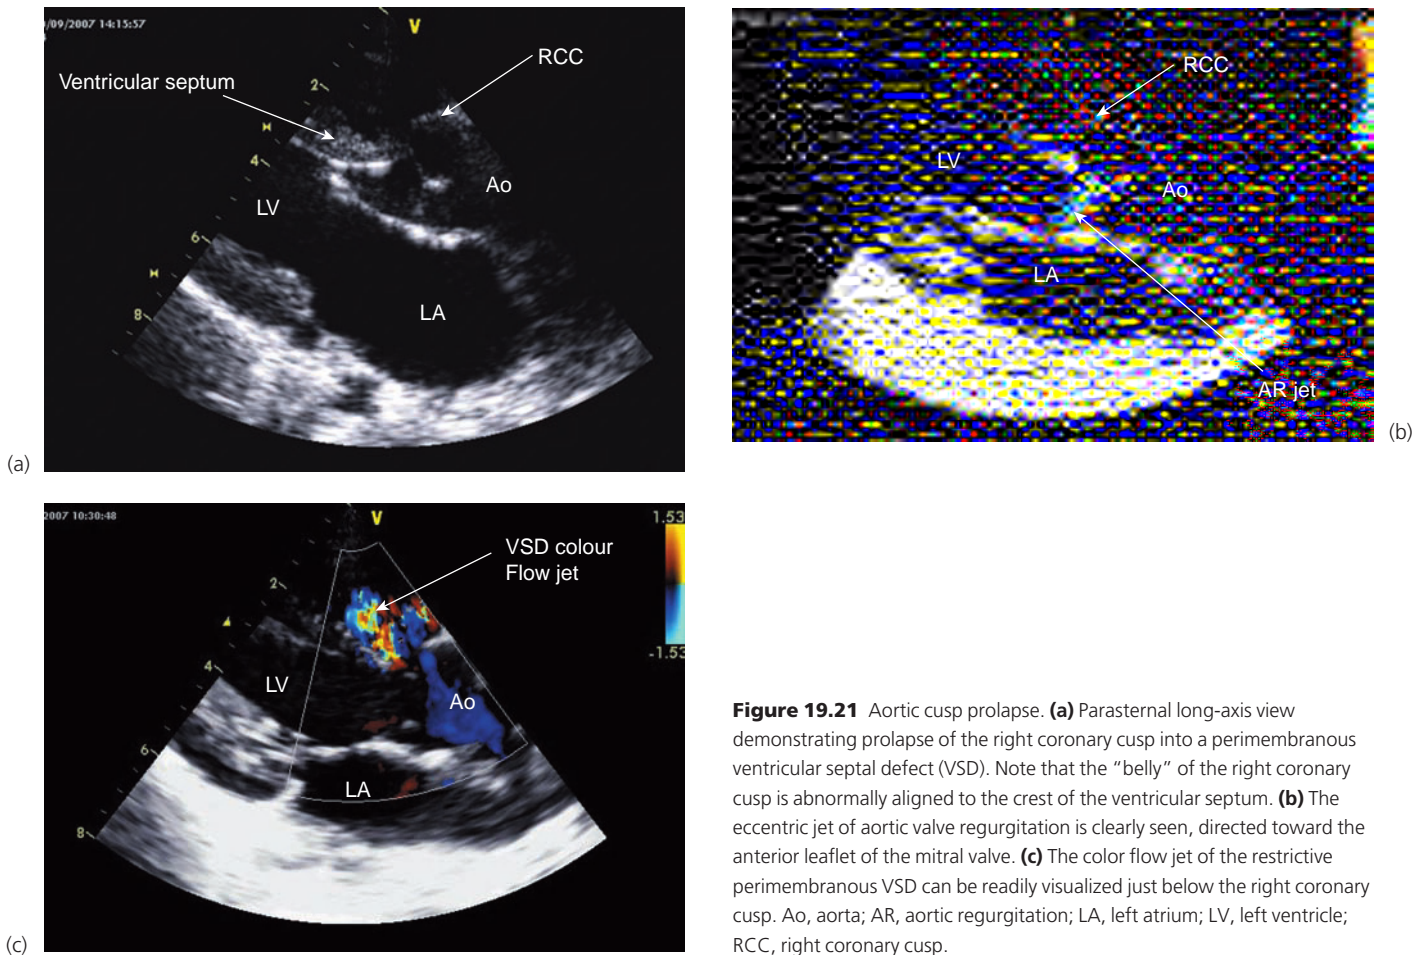 (a)
/09/2007 14:15:57
V
Ventricular septum
RCC
2
4
6
8
LV
Ao
LA
RCC
LV
Ao
LA
AR jet
(b)
(c)
2007 10:30:48
V
VSD colour
Flow jet
1.53
-1.53
2
4
6
8
LV
Ao
LA
Figure 19.21 Aortic cusp prolapse. (a) Parasternal long-axis view
demonstrating prolapse of the right coronary cusp into a perimembranous
ventricular septal defect (VSD). Note that the “belly” of the right coronary
cusp is abnormally aligned to the crest of the ventricular septum. (b) The
eccentric jet of aortic valve regurgitation is clearly seen, directed toward the
anterior leaflet of the mitral valve. (c) The color flow jet of the restrictive
perimembranous VSD can be readily visualized just below the right coronary
cusp. Ao, aorta; AR, aortic regurgitation; LA, left atrium; LV, left ventricle;
RCC, right coronary cusp.